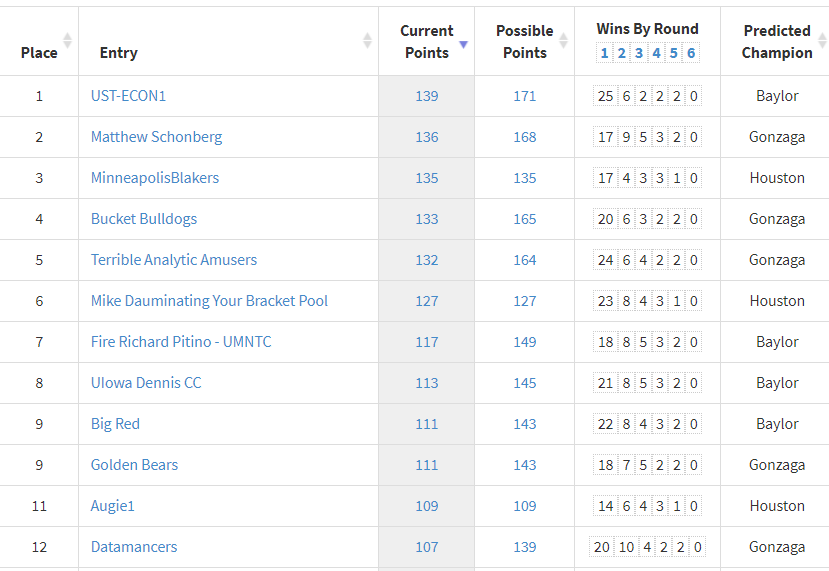 Place Entry Current Points Possible Points Wins By Round 1 2 3 4 5 6 Predicted Champion
1 UST-ECON1 139 171 25 6 2 2 2 0 Baylor
2 Matthew Schonberg 136 168 17 9 5 3 2 0 Gonzaga
3 MinneapolisBlakers 135 135 17 4 3 3 1 0 Houston
4 Bucket Bulldogs 133 165 20 6 3 2 2 0 Gonzaga
5 Terrible Analytic Amusers 132 164 24 6 4 2 2 0 Gonzaga
6 Mike Dauminating Your Bracket Pool 127 127 23 8 4 3 1 0 Houston
7 Fire Richard Pitino - UMNTC 117 149 18 8 5 3 2 0 Baylor
8 UIowa Dennis CC 113 145 21 8 5 3 2 0 Baylor
9 Big Red 111 143 22 8 4 3 2 0 Baylor
9 Golden Bears 111 143 18 7 5 2 2 0 Gonzaga
11 Augie1 109 109 14 6 4 3 1 0 Houston
12 Datamancers 107 139 20 10 4 2 2 0 Gonzaga